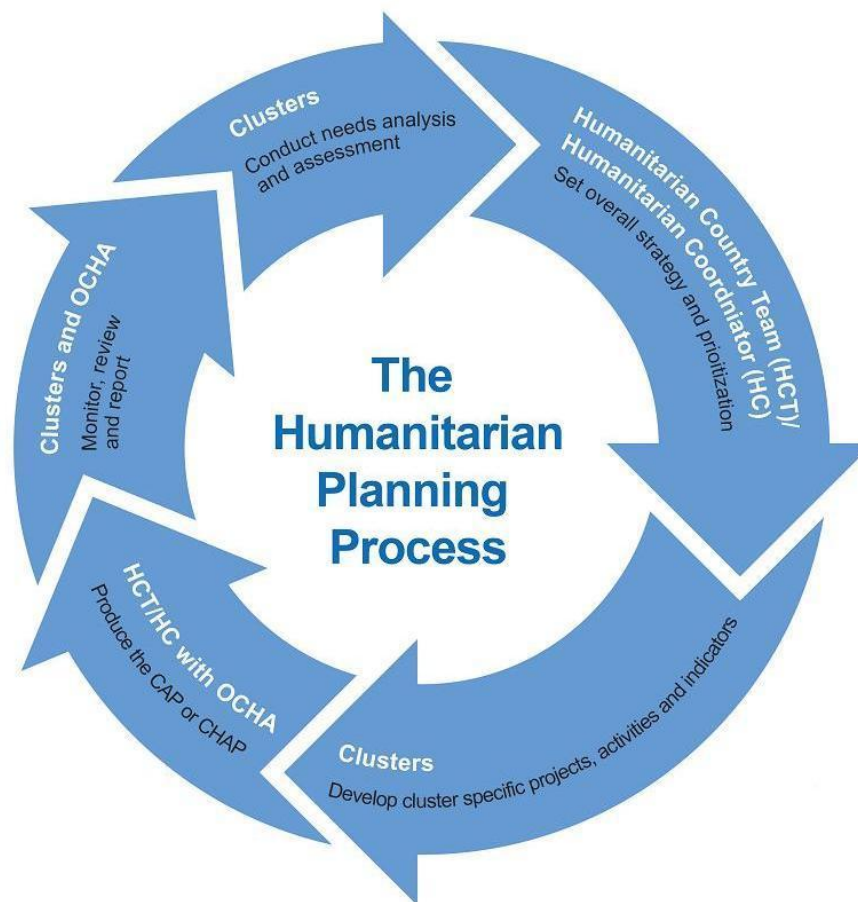 The
Humanitarian
Planning
Process
Clusters
Conduct needs analysis
and assessment
Humanitarian Country Team (HCT)/
Humanitarian Coordniator (HC)
Set overall strategy and prioitization
Clusters
Develop cluster specific projects, activities and indicators
HCT/HC with OCHA
Produce the CAP or CHAP
Clusters and OCHA
Monitor, review
and report